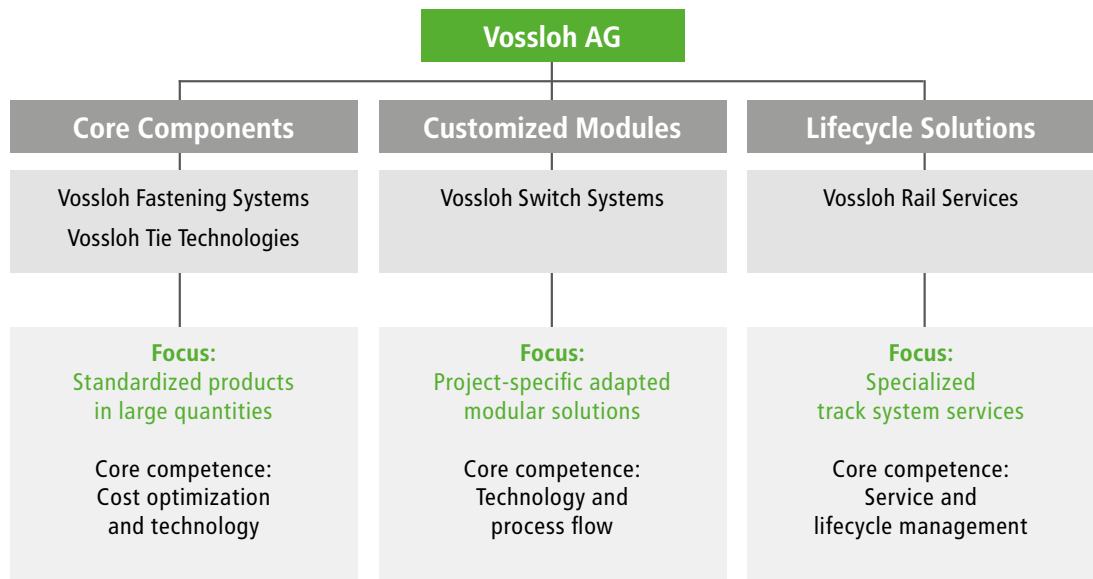 Vossloh AG
Core Components
Vossloh Fastening Systems
Vossloh Tie Technologies
Focus:
Standardized products
in large quantities
Core competence:
Cost optimization
and technology
Customized Modules
Vossloh Switch Systems
Focus:
Project-specific adapted
modular solutions
Core competence:
Technology and
process flow
Lifecycle Solutions
Vossloh Rail Services
Focus:
Specialized
track system services
Core competence:
Service and
lifecycle management